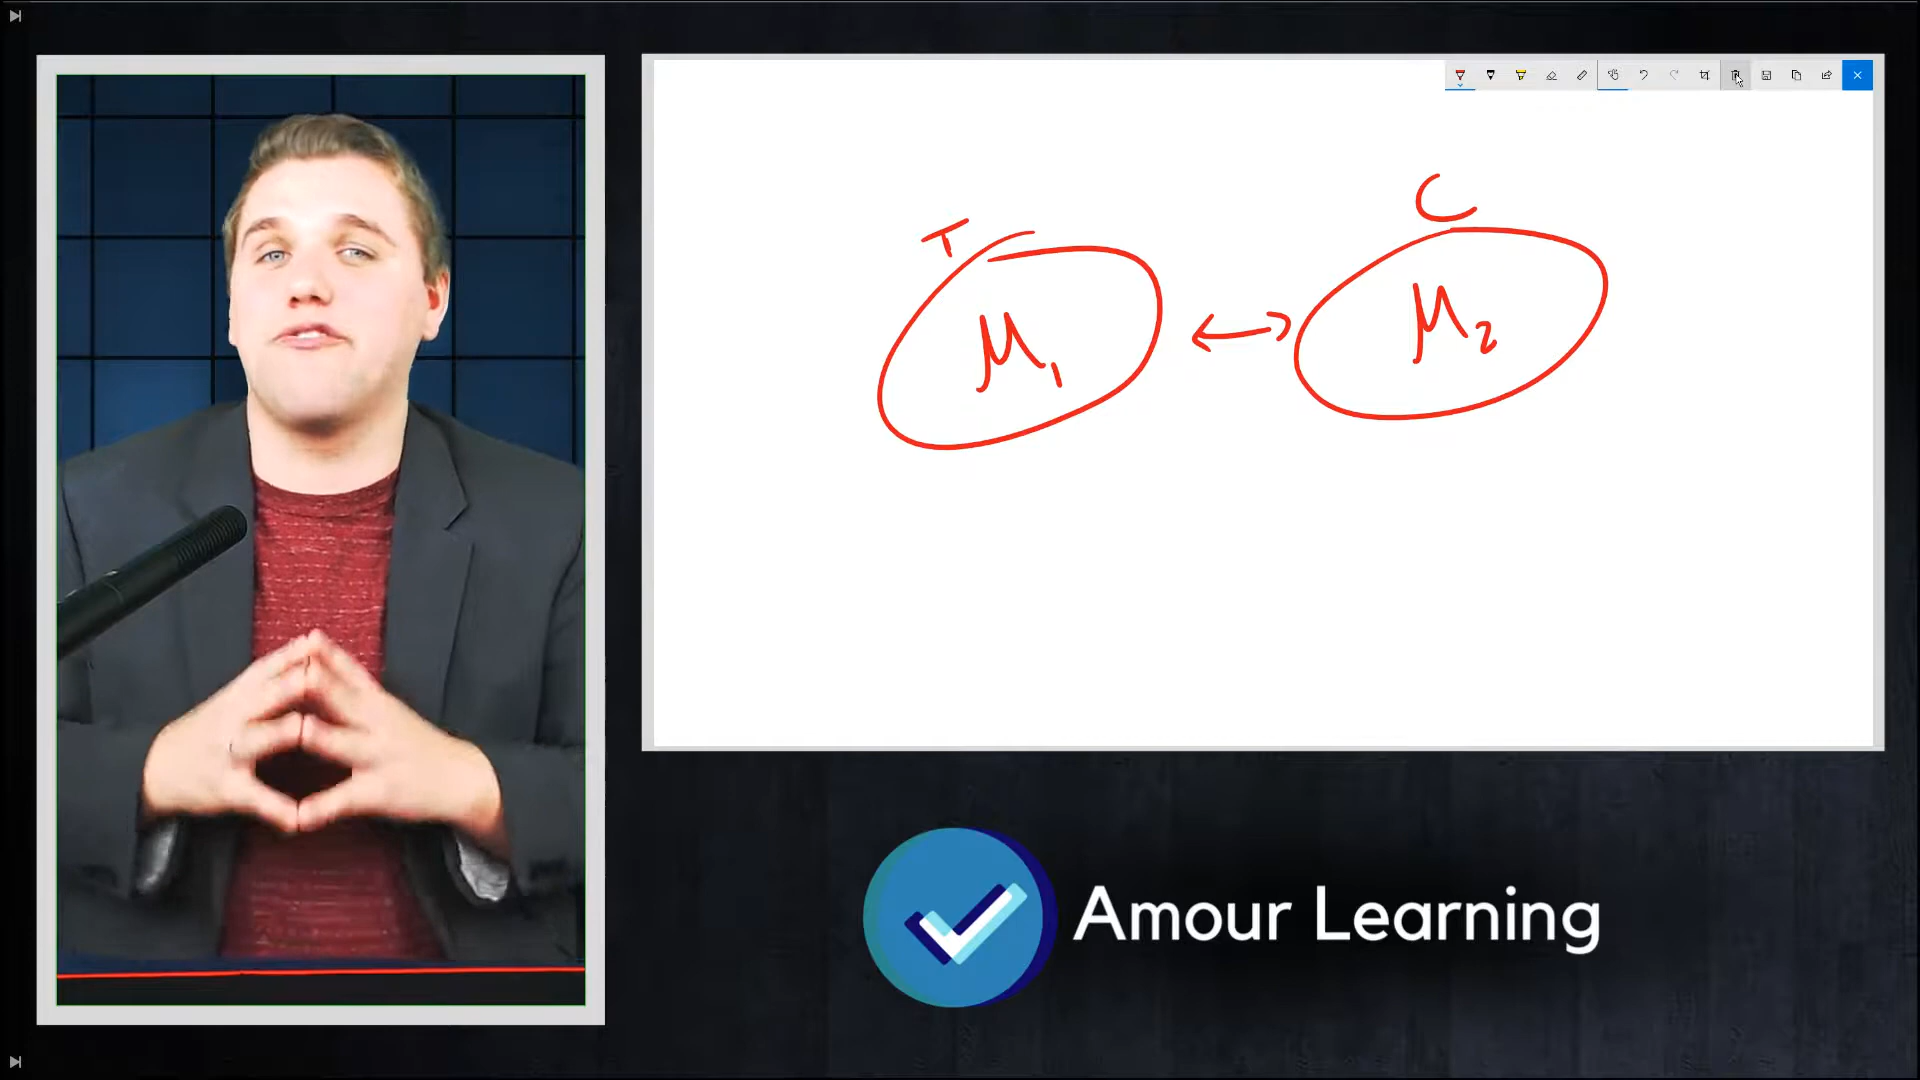 T
C
μ₁
μ₂
Amour Learning